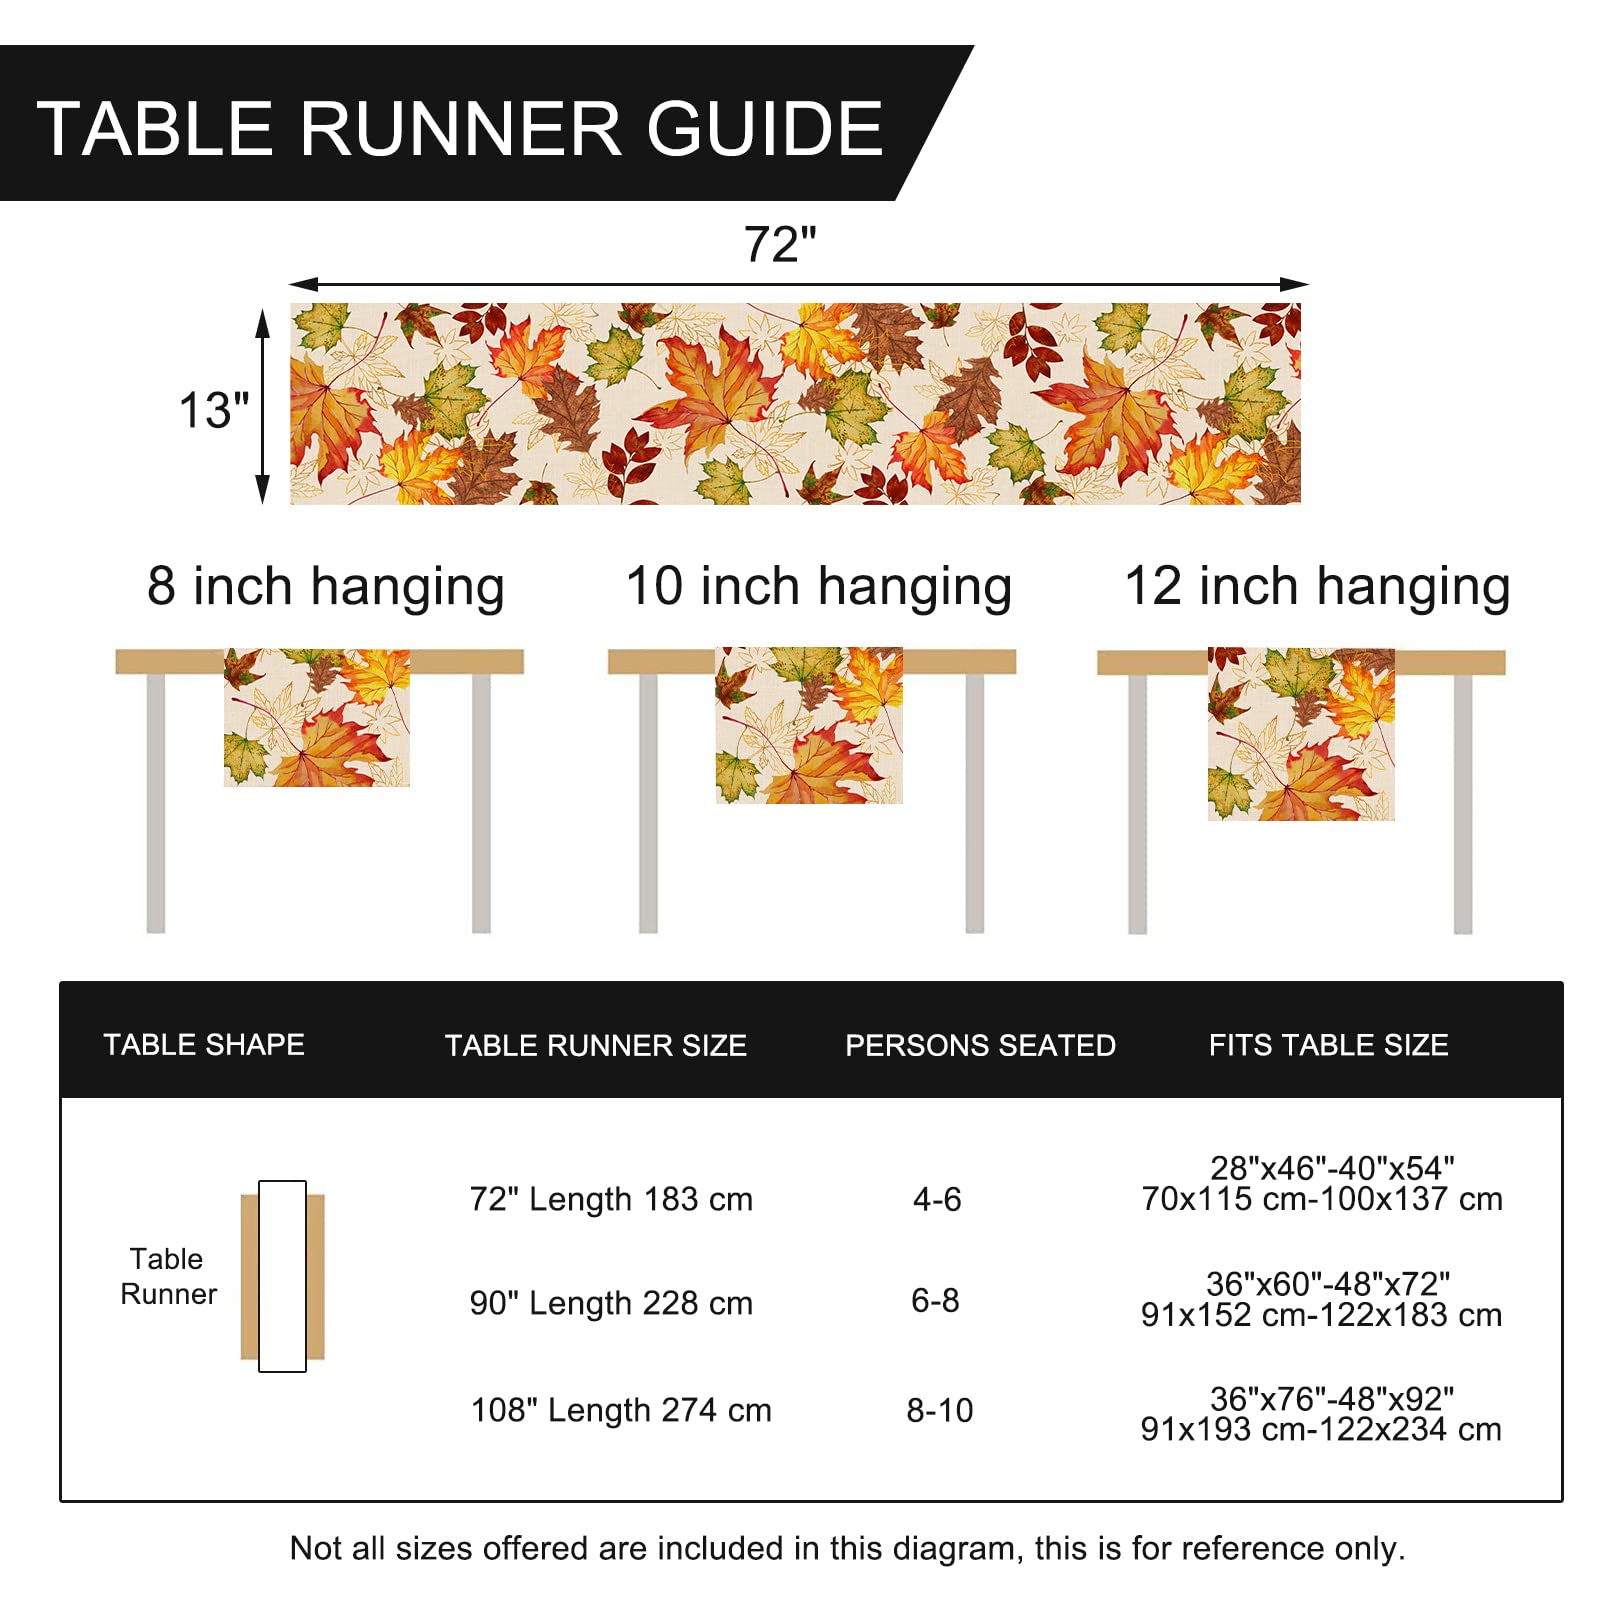 TABLE RUNNER GUIDE
72"
13"
8 inch hanging
10 inch hanging
12 inch hanging
TABLE SHAPE
TABLE RUNNER SIZE
PERSONS SEATED
FITS TABLE SIZE
Table
Runner
72" Length 183 cm
4-6
28"x46"-40"x54"
70x115 cm-100x137 cm
90" Length 228 cm
6-8
36"x60"-48"x72"
91x152 cm-122x183 cm
108" Length 274 cm
8-10
36"x76"-48"x92"
91x193 cm-122x234 cm
Not all sizes offered are included in this diagram, this is for reference only.